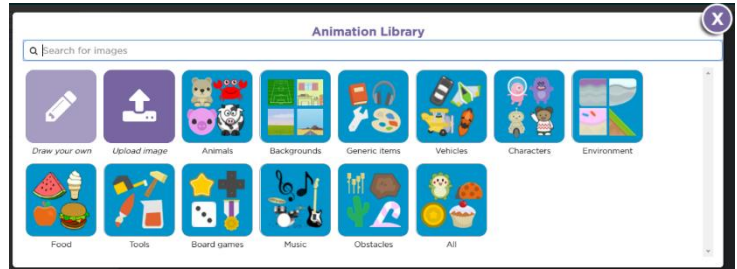 X
Animation Library
Search for images
Draw your own Upload image Animals Backgrounds Generic items Vehicles Characters Environment
Food Tools Board games Music Obstacles All